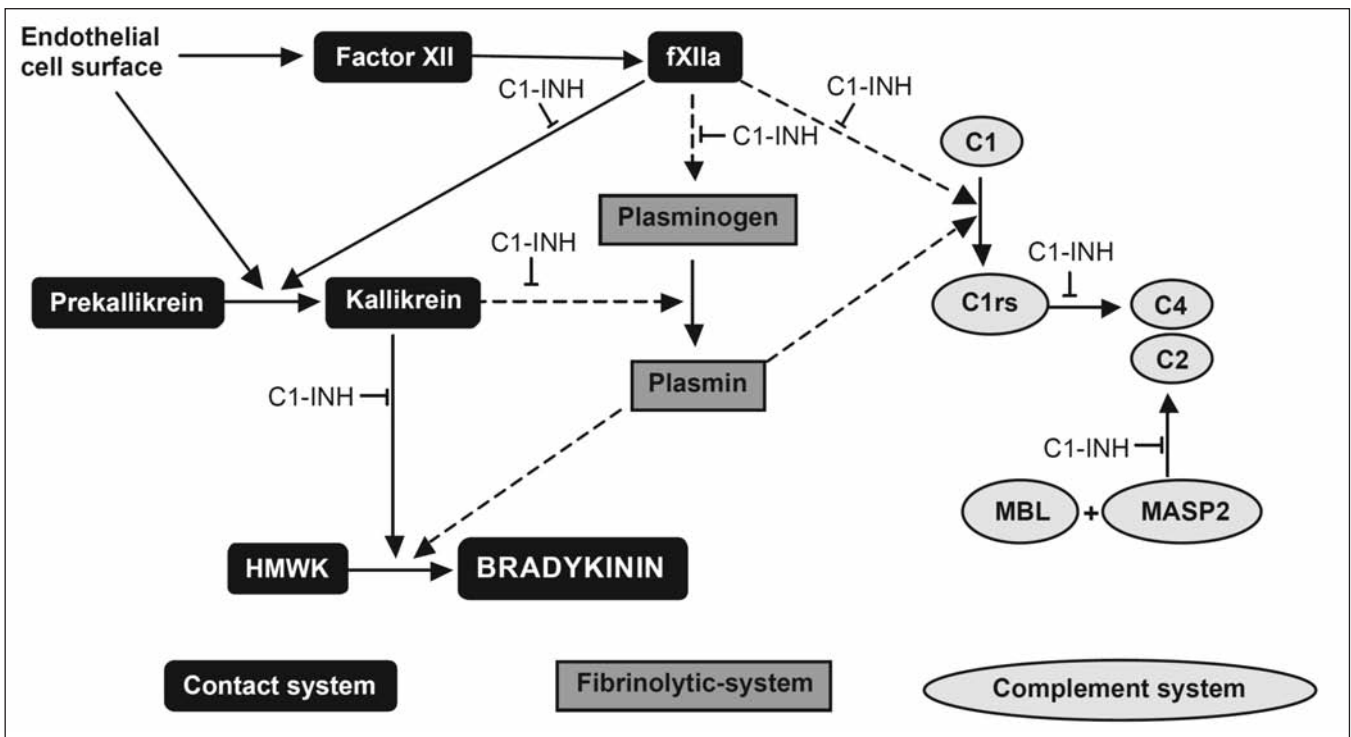 Endothelial
cell surface
Factor XII
fXIIa
C1-INH
C1-INH
C1-INH
C1
Plasminogen
C1-INH
C1-INH
Prekallikrein
Kallikrein
C1rs
C4
C2
Plasmin
C1-INH
C1-INH
MBL
+
MASP2
HMWK
BRADYKININ
Contact system
Fibrinolytic-system
Complement system